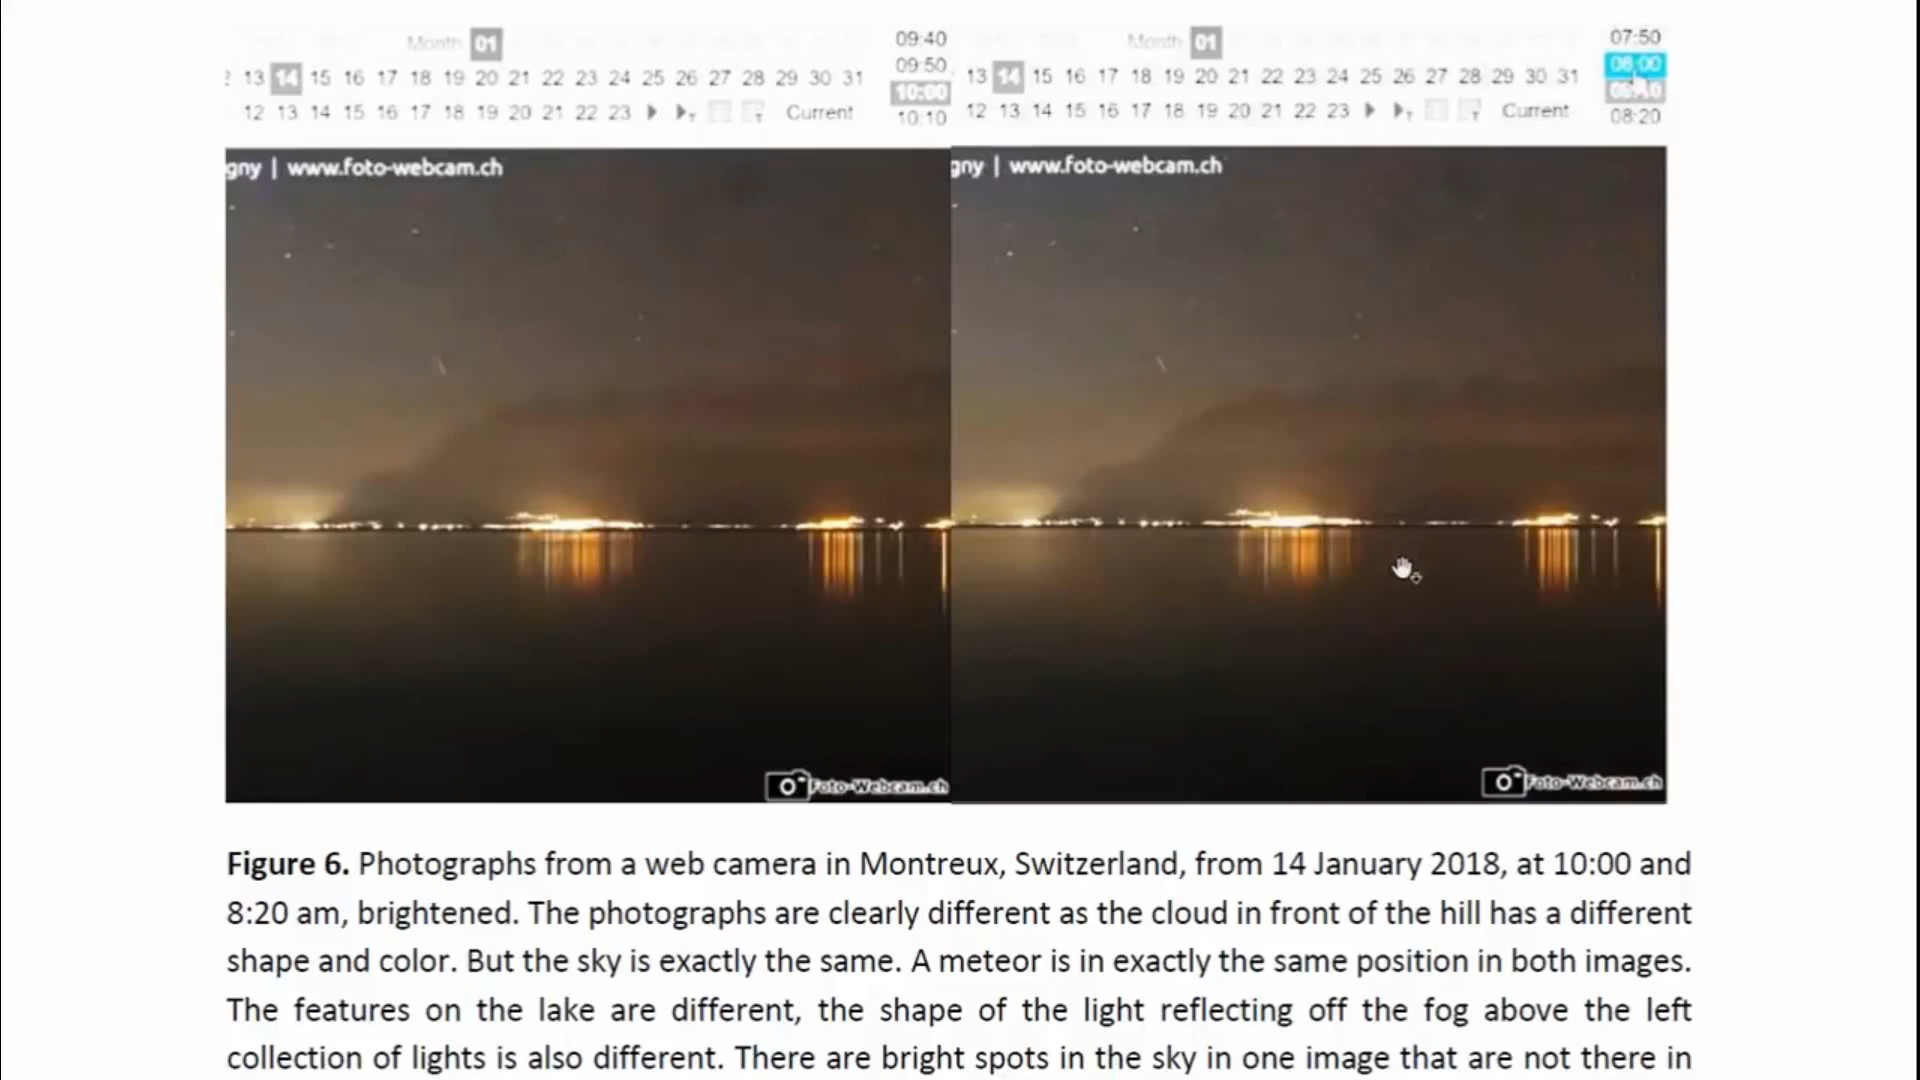 Month 01
09:40
13 14 15 16 17 18 19 20 21 22 23 24 25 26 27 28 29 30 31
09:50
10:00
12 13 14 15 16 17 18 19 20 21 22 23 Current
10:10
Month 01
07:50
13 14 15 16 17 18 19 20 21 22 23 24 25 26 27 28 29 30 31
08:00
12 13 14 15 16 17 18 19 20 21 22 23 Current
08:20
gny | www.foto-webcam.ch
gny | www.foto-webcam.ch
Foto-Webcam.ch
Foto-Webcam.ch
Figure 6. Photographs from a web camera in Montreux, Switzerland, from 14 January 2018, at 10:00 and
8:20 am, brightened. The photographs are clearly different as the cloud in front of the hill has a different
shape and color. But the sky is exactly the same. A meteor is in exactly the same position in both images.
The features on the lake are different, the shape of the light reflecting off the fog above the left
collection of lights is also different. There are bright spots in the sky in one image that are not there in